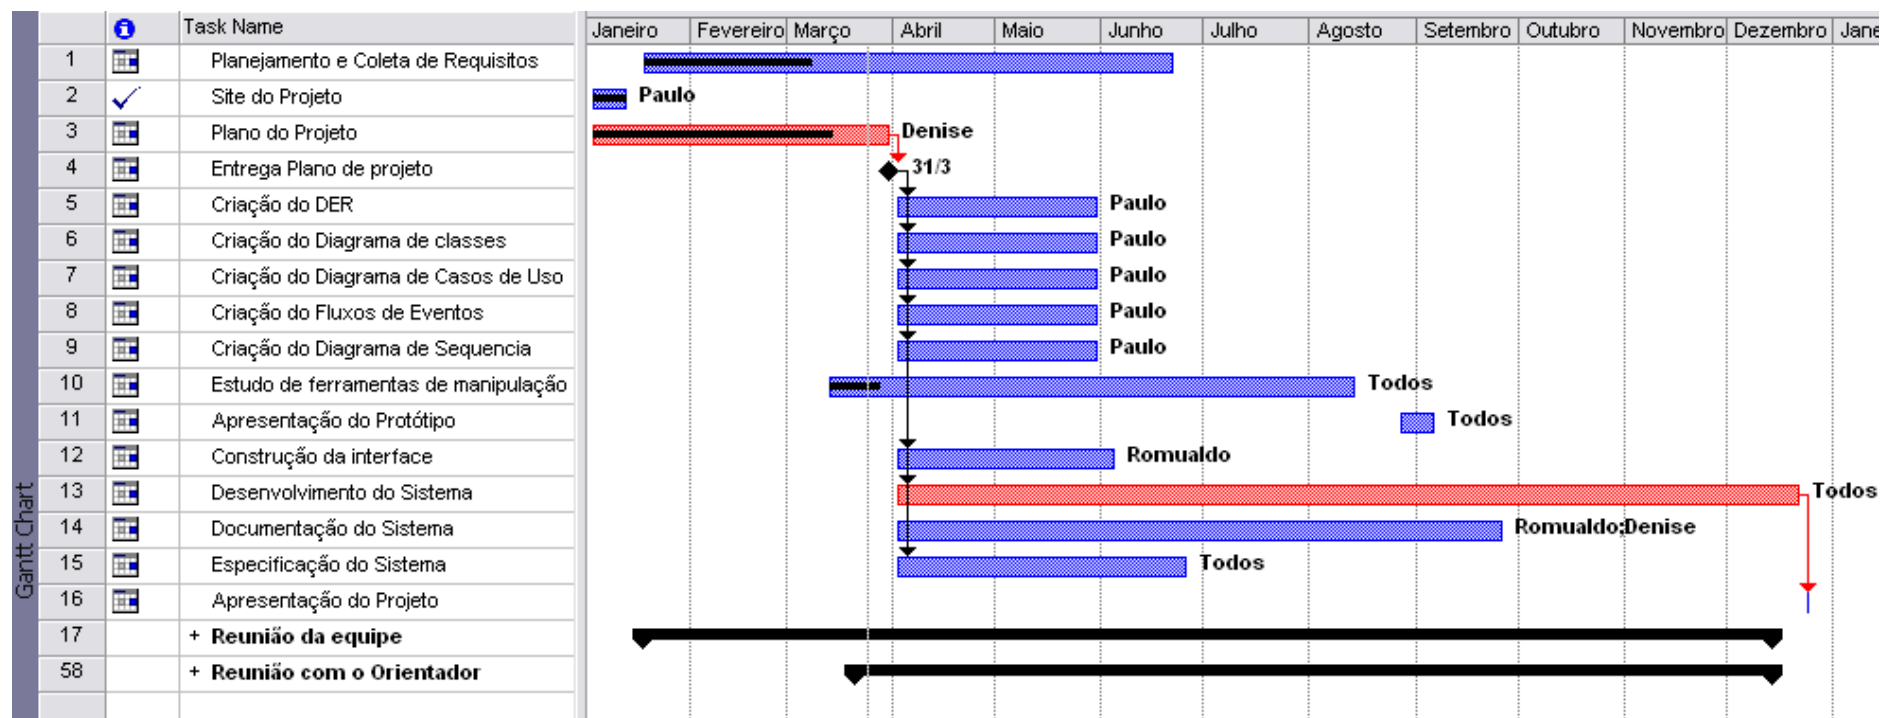 Task Name Janeiro Fevereiro Março Abril Maio Junho Julho Agosto Setembro Outubro Novembro Dezembro Jane
1 Planejamento e Coleta de Requisitos
2 Site do Projeto Paulo
3 Plano do Projeto Denise
4 Entrega Plano de projeto 31/3
5 Criação do DER Paulo
6 Criação do Diagrama de classes Paulo
7 Criação do Diagrama de Casos de Uso Paulo
8 Criação do Fluxos de Eventos Paulo
9 Criação do Diagrama de Sequencia Paulo
10 Estudo de ferramentas de manipulação Todos
11 Apresentação do Protótipo Todos
12 Construção da interface Romualdo
13 Desenvolvimento do Sistema Todos
14 Documentação do Sistema Romualdo;Denise
15 Especificação do Sistema Todos
16 Apresentação do Projeto
17 + Reunião da equipe
58 + Reunião com o Orientador
Gantt Chart